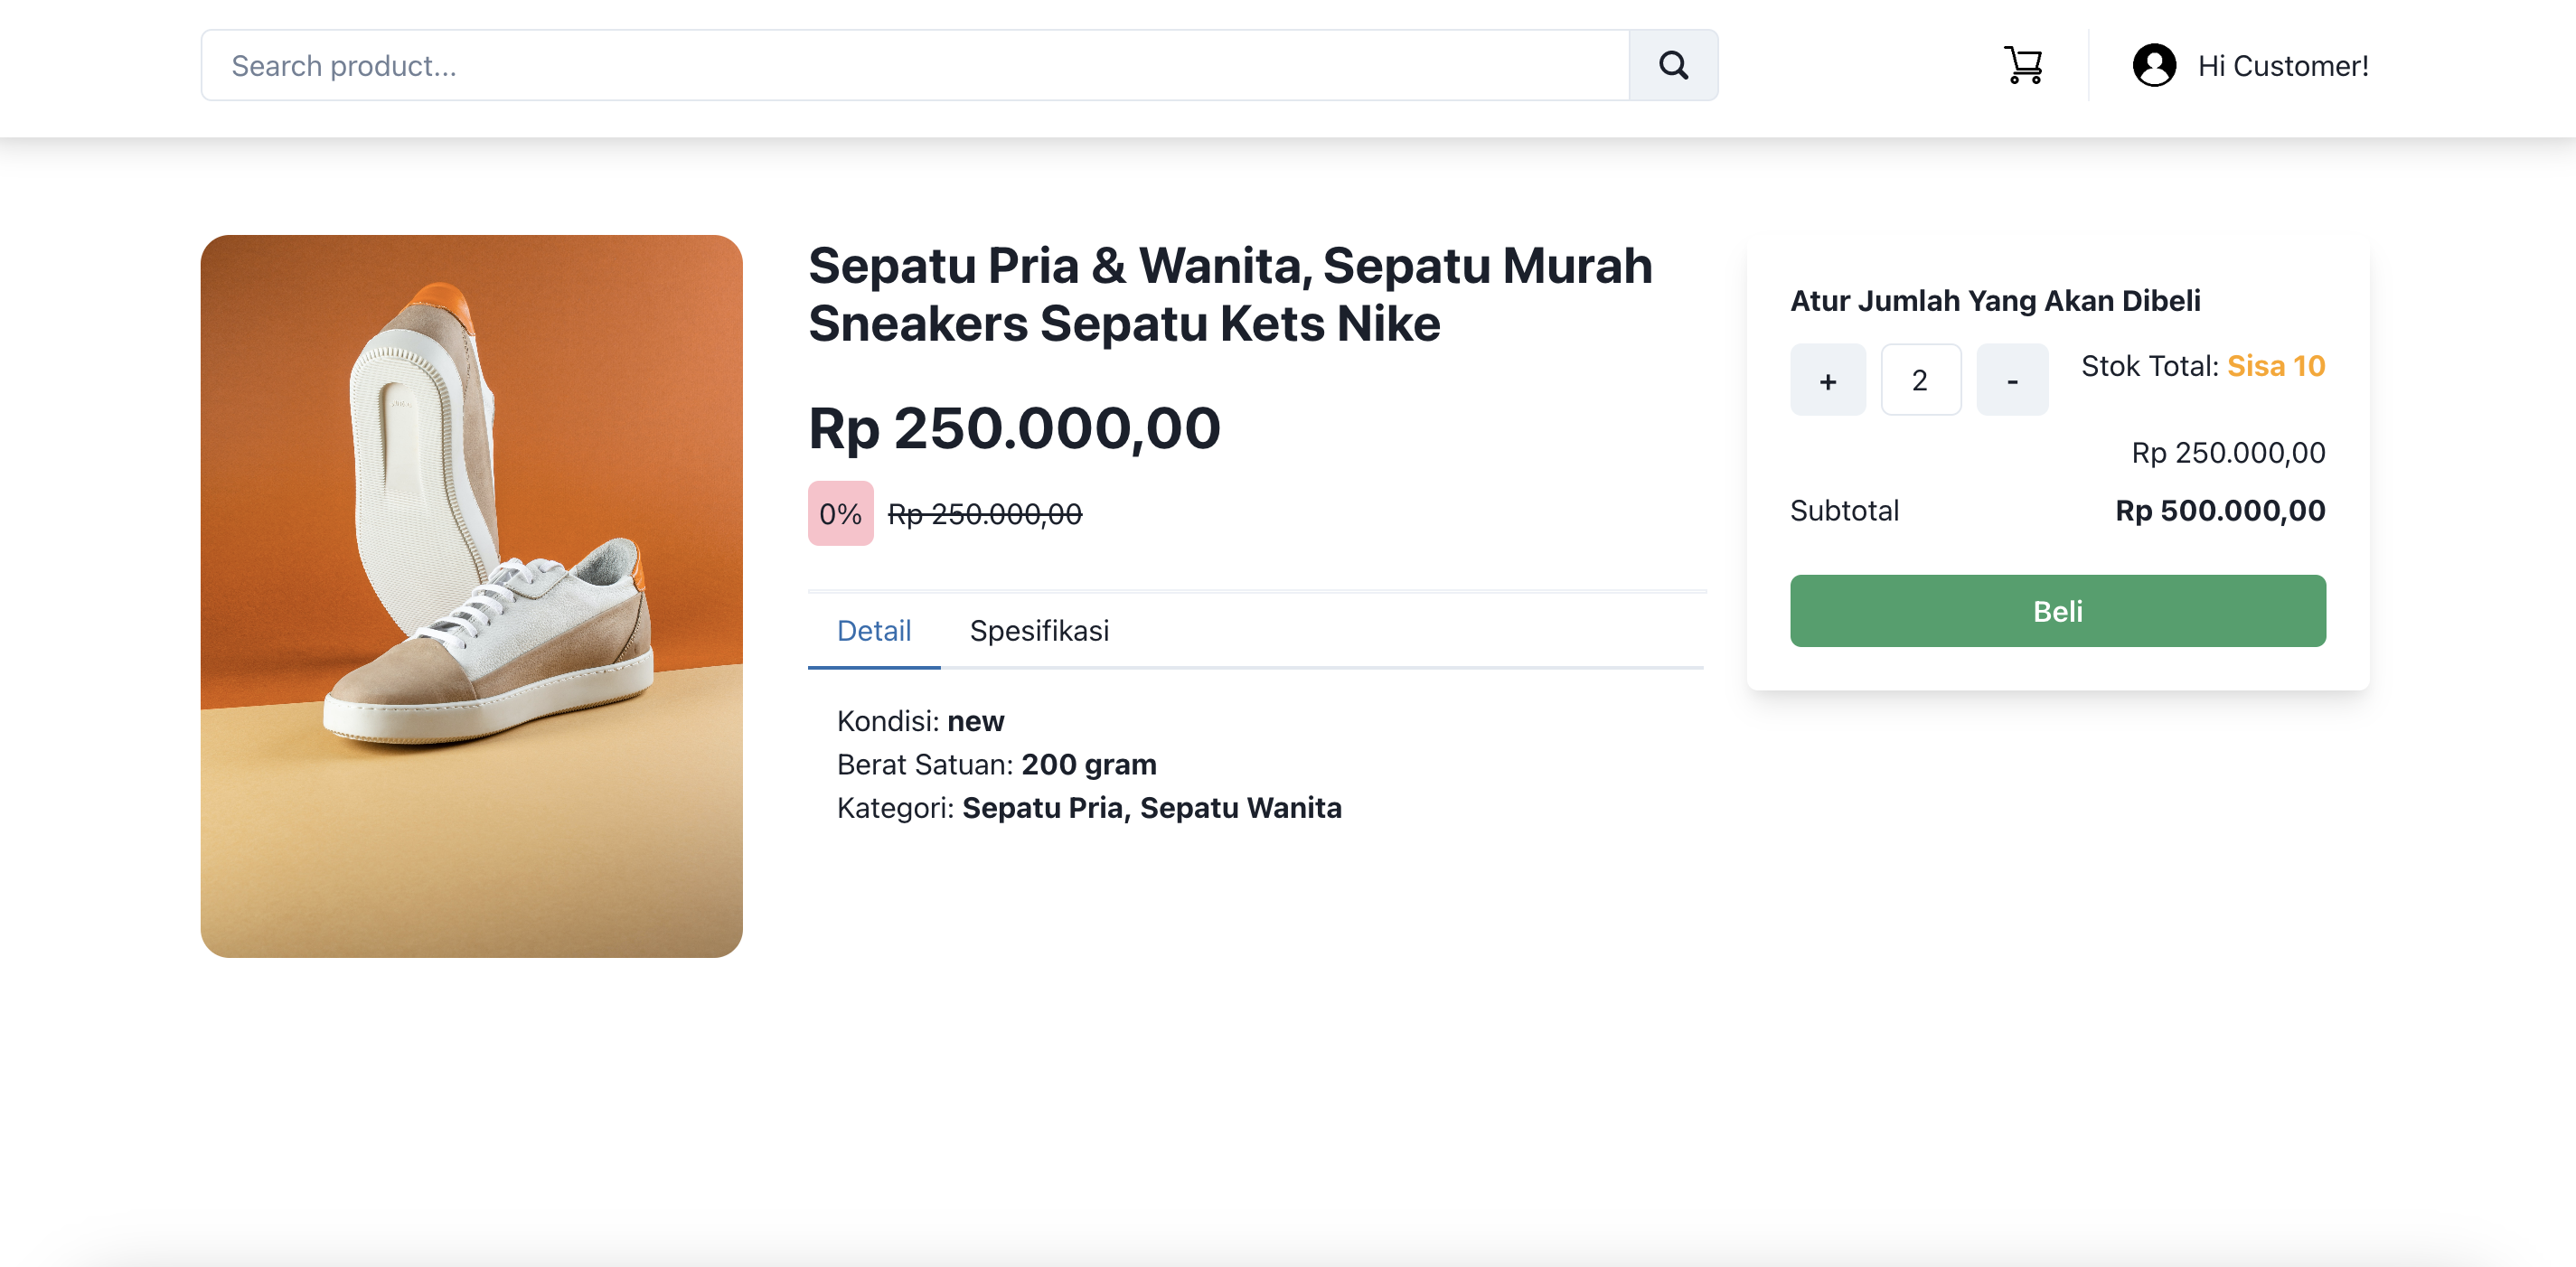 Search product...
Hi Customer!
Sepatu Pria & Wanita, Sepatu Murah
Sneakers Sepatu Kets Nike
Rp 250.000,00
0% Rp 250.000,00
Detail Spesifikasi
Kondisi: new
Berat Satuan: 200 gram
Kategori: Sepatu Pria, Sepatu Wanita
Atur Jumlah Yang Akan Dibeli
+ 2 - Stok Total: Sisa 10
Rp 250.000,00
Subtotal Rp 500.000,00
Beli